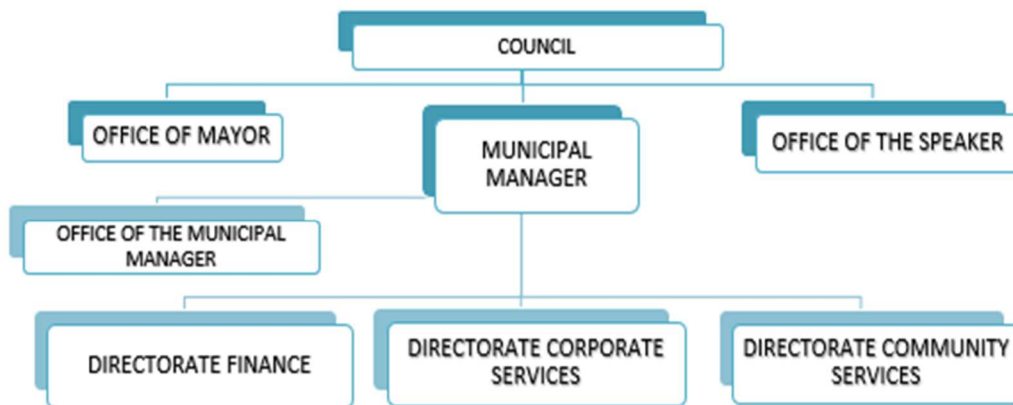 COUNCIL
OFFICE OF MAYOR
MUNICIPAL
MANAGER
OFFICE OF THE SPEAKER
OFFICE OF THE MUNICIPAL
MANAGER
DIRECTORATE FINANCE
DIRECTORATE CORPORATE
SERVICES
DIRECTORATE COMMUNITY
SERVICES